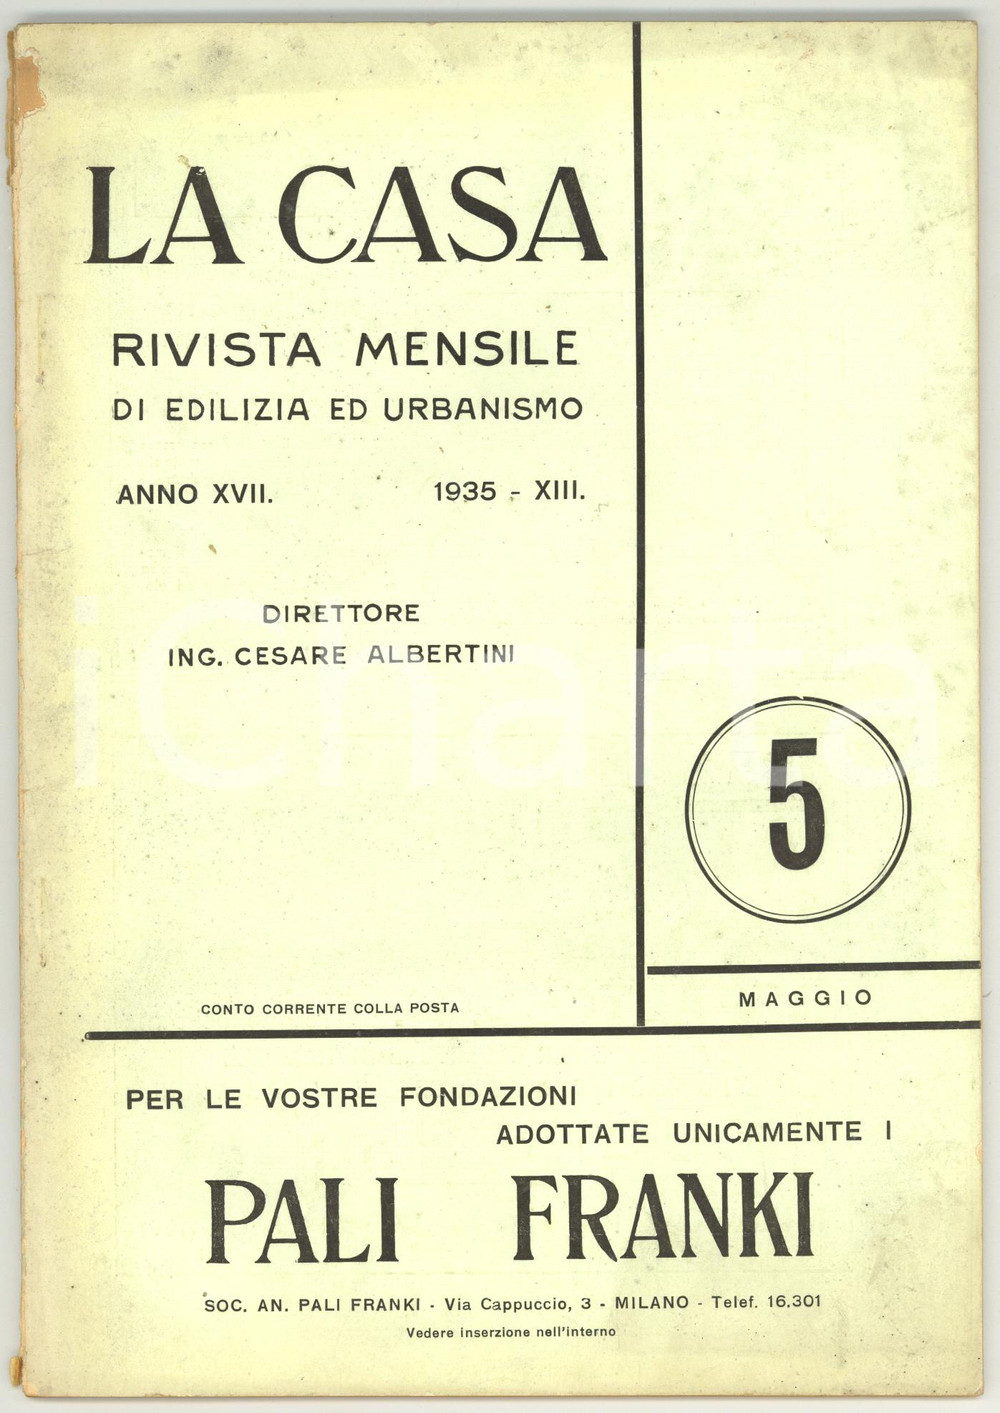 LA CASA
RIVISTA MENSILE
DI EDILIZIA ED URBANISMO
ANNO XVII. 1935 - XIII.
DIRETTORE
ING. CESARE ALBERTINI
iCharta
5
MAGGIO
CONTO CORRENTE COLLA POSTA
PER LE VOSTRE FONDAZIONI
ADOTTATE UNICAMENTE I
PALI FRANKI
SOC. AN. PALI FRANKI - Via Cappuccio, 3 - MILANO - Telef. 16.301
Vedere inserzione nell'interno